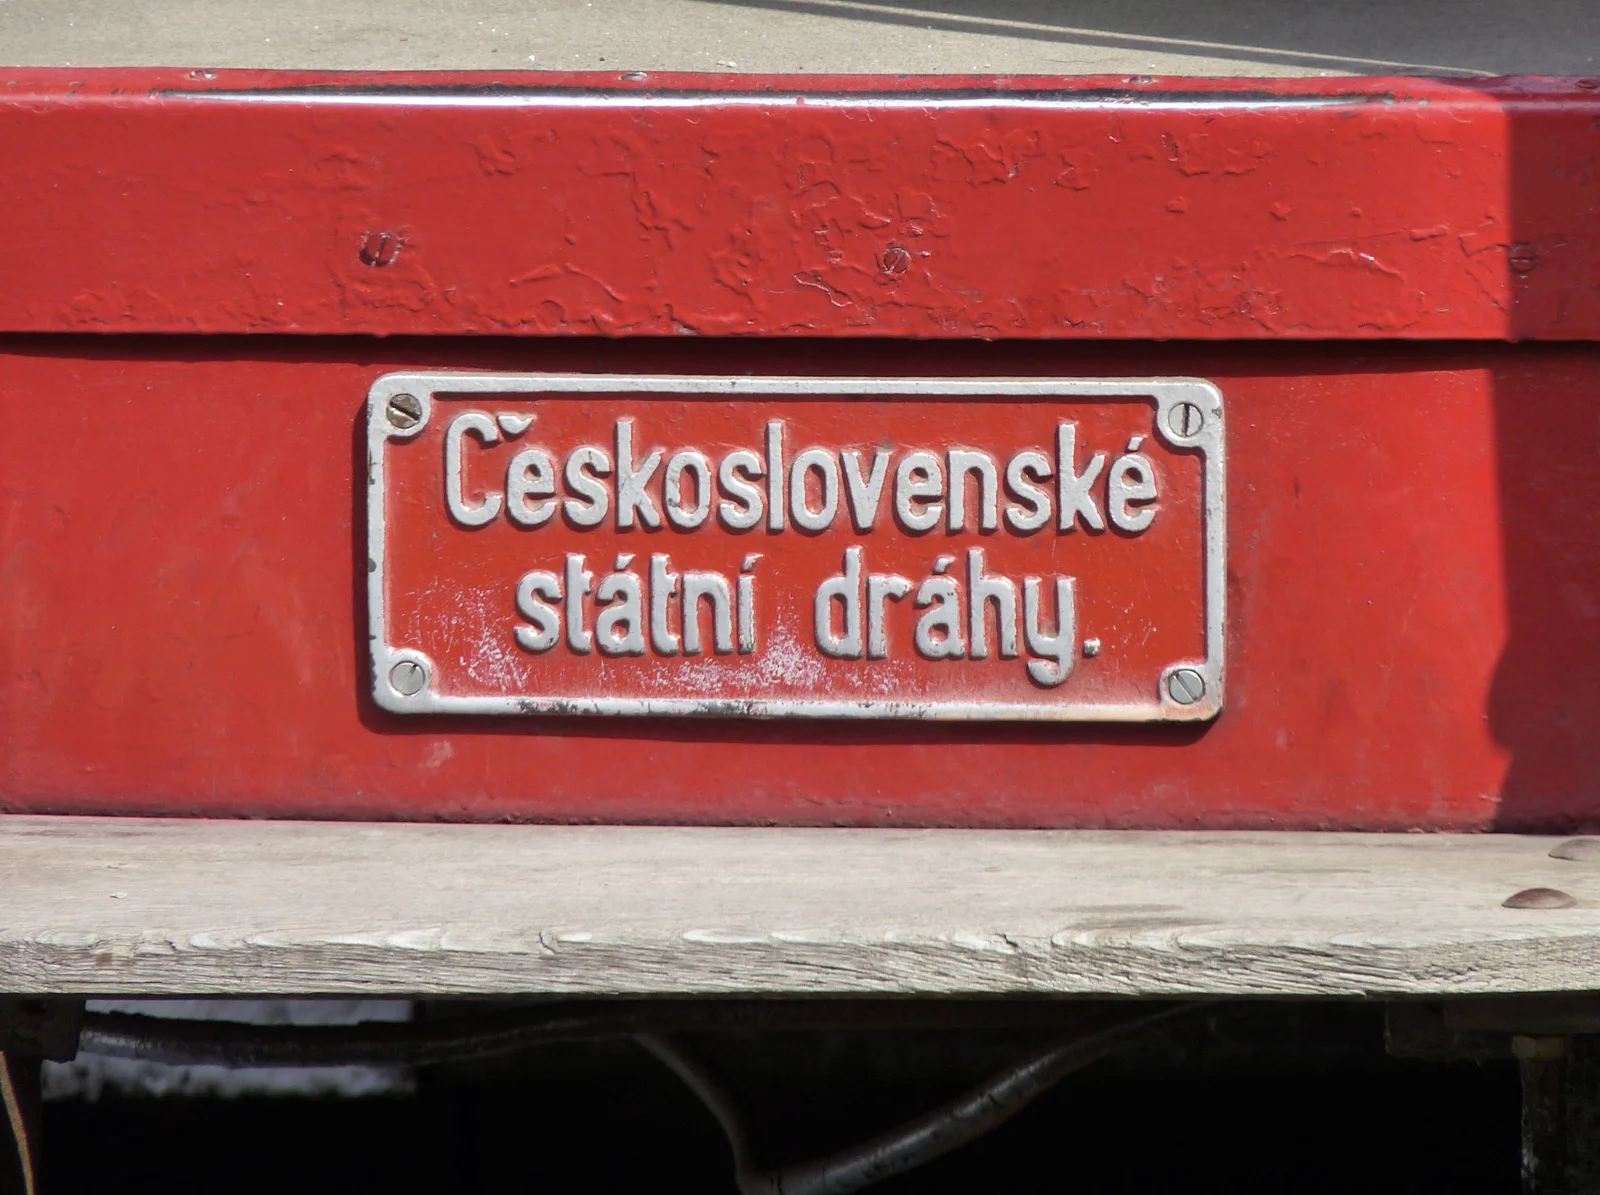 Československé
státní dráhy.